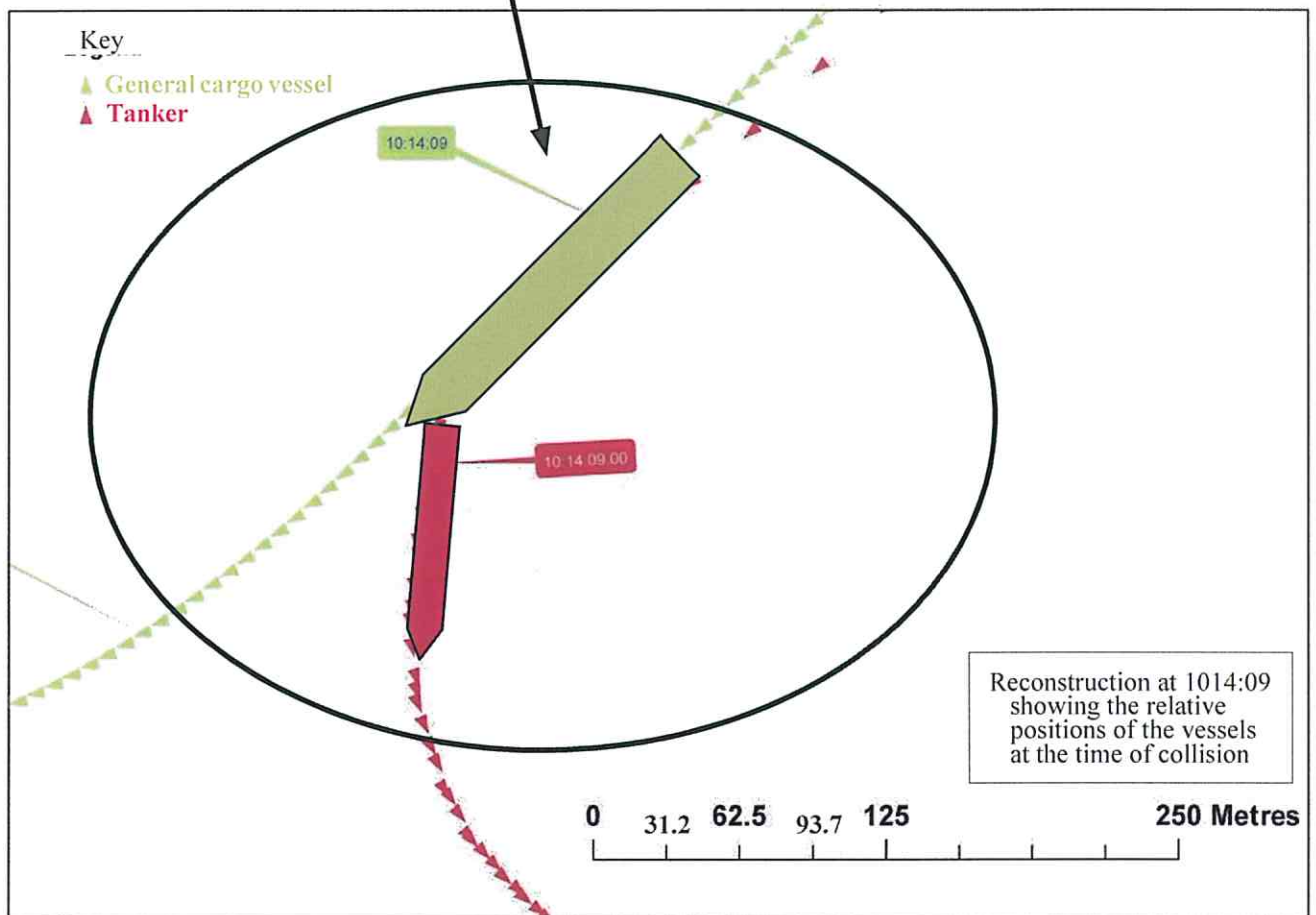 Key
General cargo vessel
Tanker
10:14:09
10:14 09.00
Reconstruction at 1014:09
showing the relative
positions of the vessels
at the time of collision
0 31.2 62.5 93.7 125 250 Metres